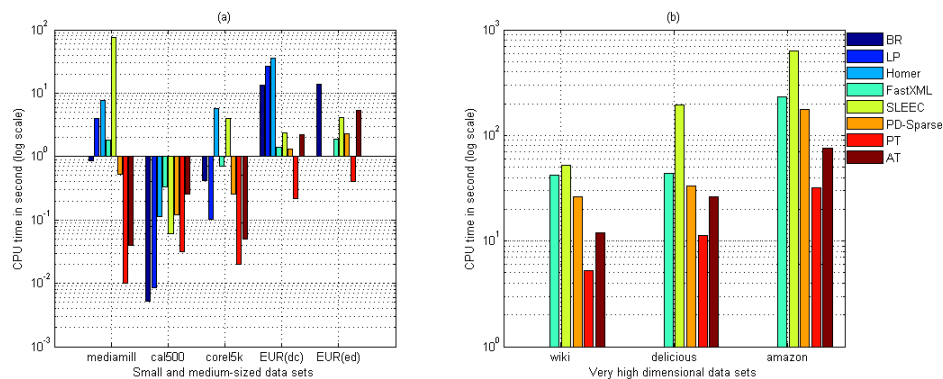 (a)
CPU time in second (log scale)
10^2
10^1
10^0
10^-1
10^-2
10^-3
mediamill cal500 corel5k EUR(dc) EUR(ed)
Small and medium-sized data sets
(b)
CPU time in second (log scale)
10^3
10^2
10^1
10^0
wiki delicious amazon
Very high dimensional data sets
BR
LP
Homer
FastXML
SLEEC
PD-Sparse
PT
AT